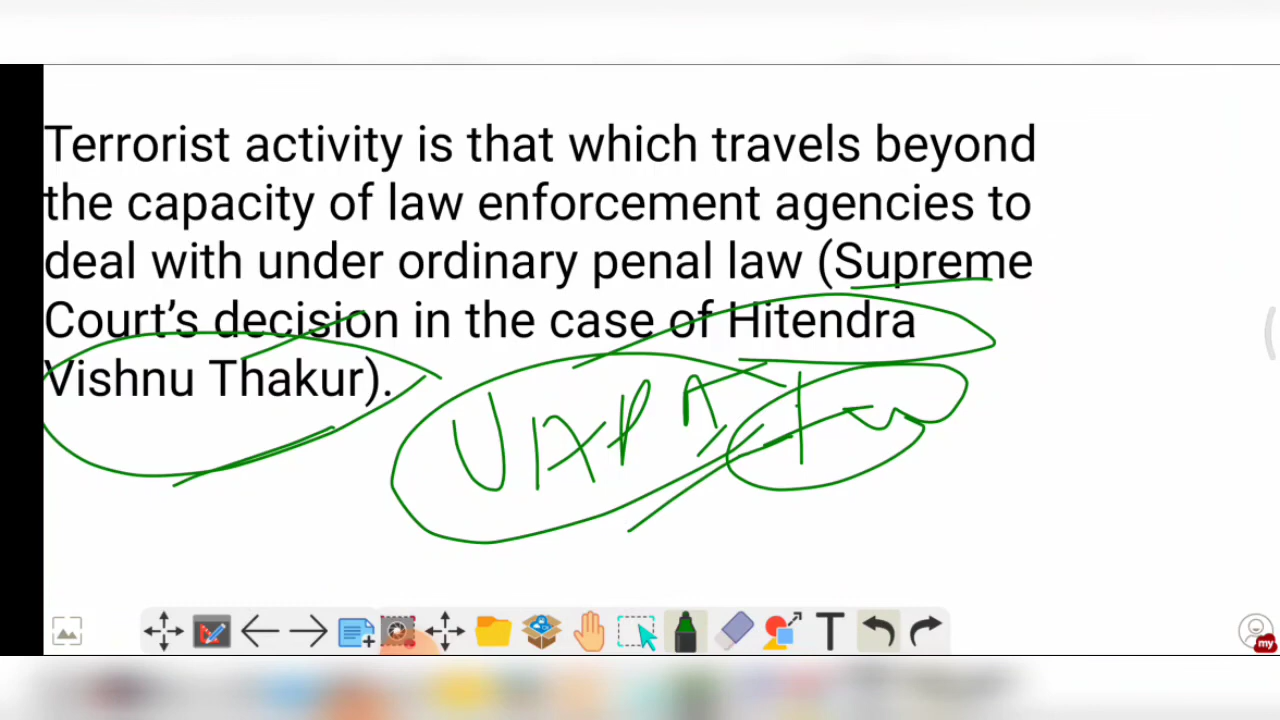 Terrorist activity is that which travels beyond
the capacity of law enforcement agencies to
deal with under ordinary penal law (Supreme
Court’s decision in the case of Hitendra
Vishnu Thakur).
UAPA
T
my